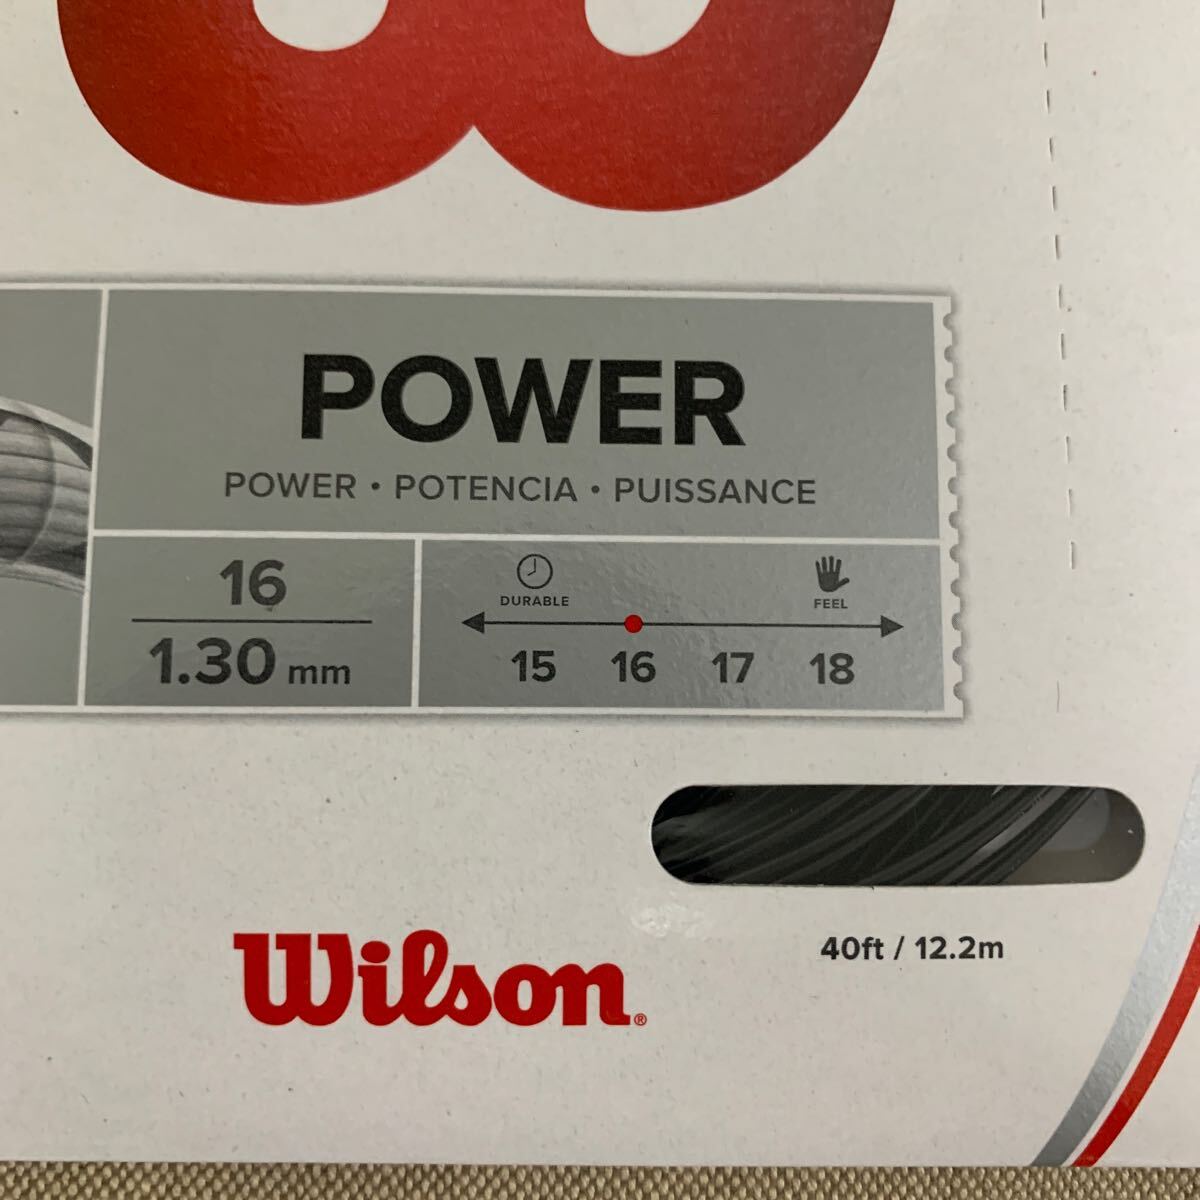 POWER
POWER • POTENCIA • PUISSANCE
16
1.30 mm
DURABLE FEEL
15 16 17 18
40ft / 12.2m
Wilson®